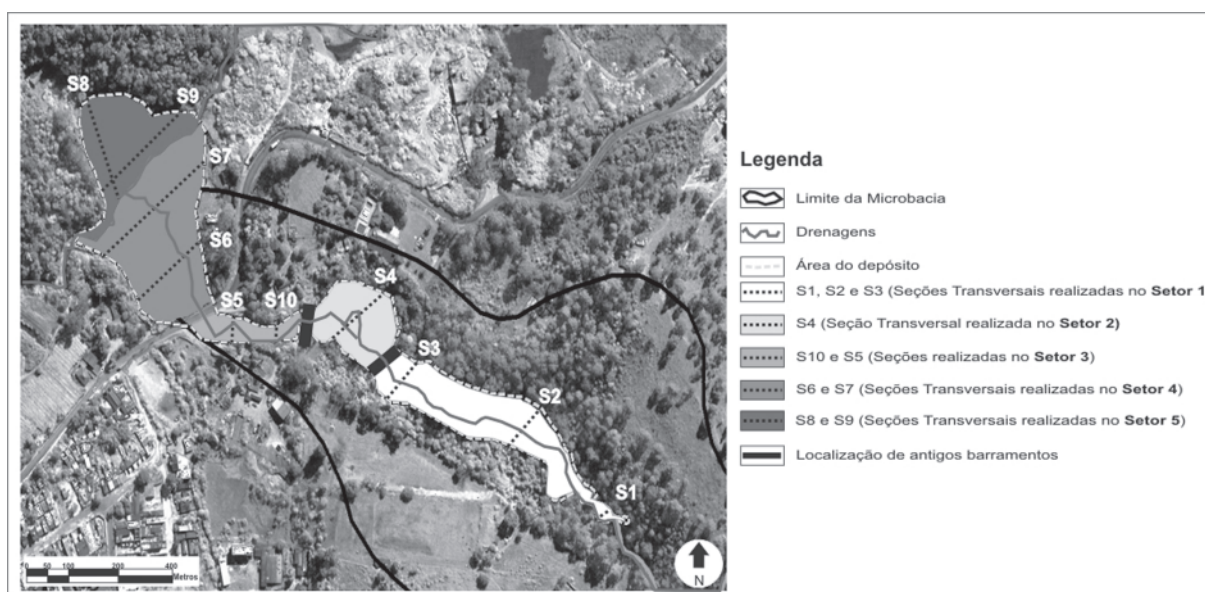 S8
S9
S7
S6
S5
S10
S4
S3
S2
S1
0 50 100 200 400
Metros
N
Legenda
Limite da Microbacia
Drenagens
Área do depósito
S1, S2 e S3 (Seções Transversais realizadas no Setor 1
S4 (Seção Transversal realizada no Setor 2)
S10 e S5 (Seções realizadas no Setor 3)
S6 e S7 (Seções Transversais realizadas no Setor 4)
S8 e S9 (Seções Transversais realizadas no Setor 5)
Localização de antigos barramentos